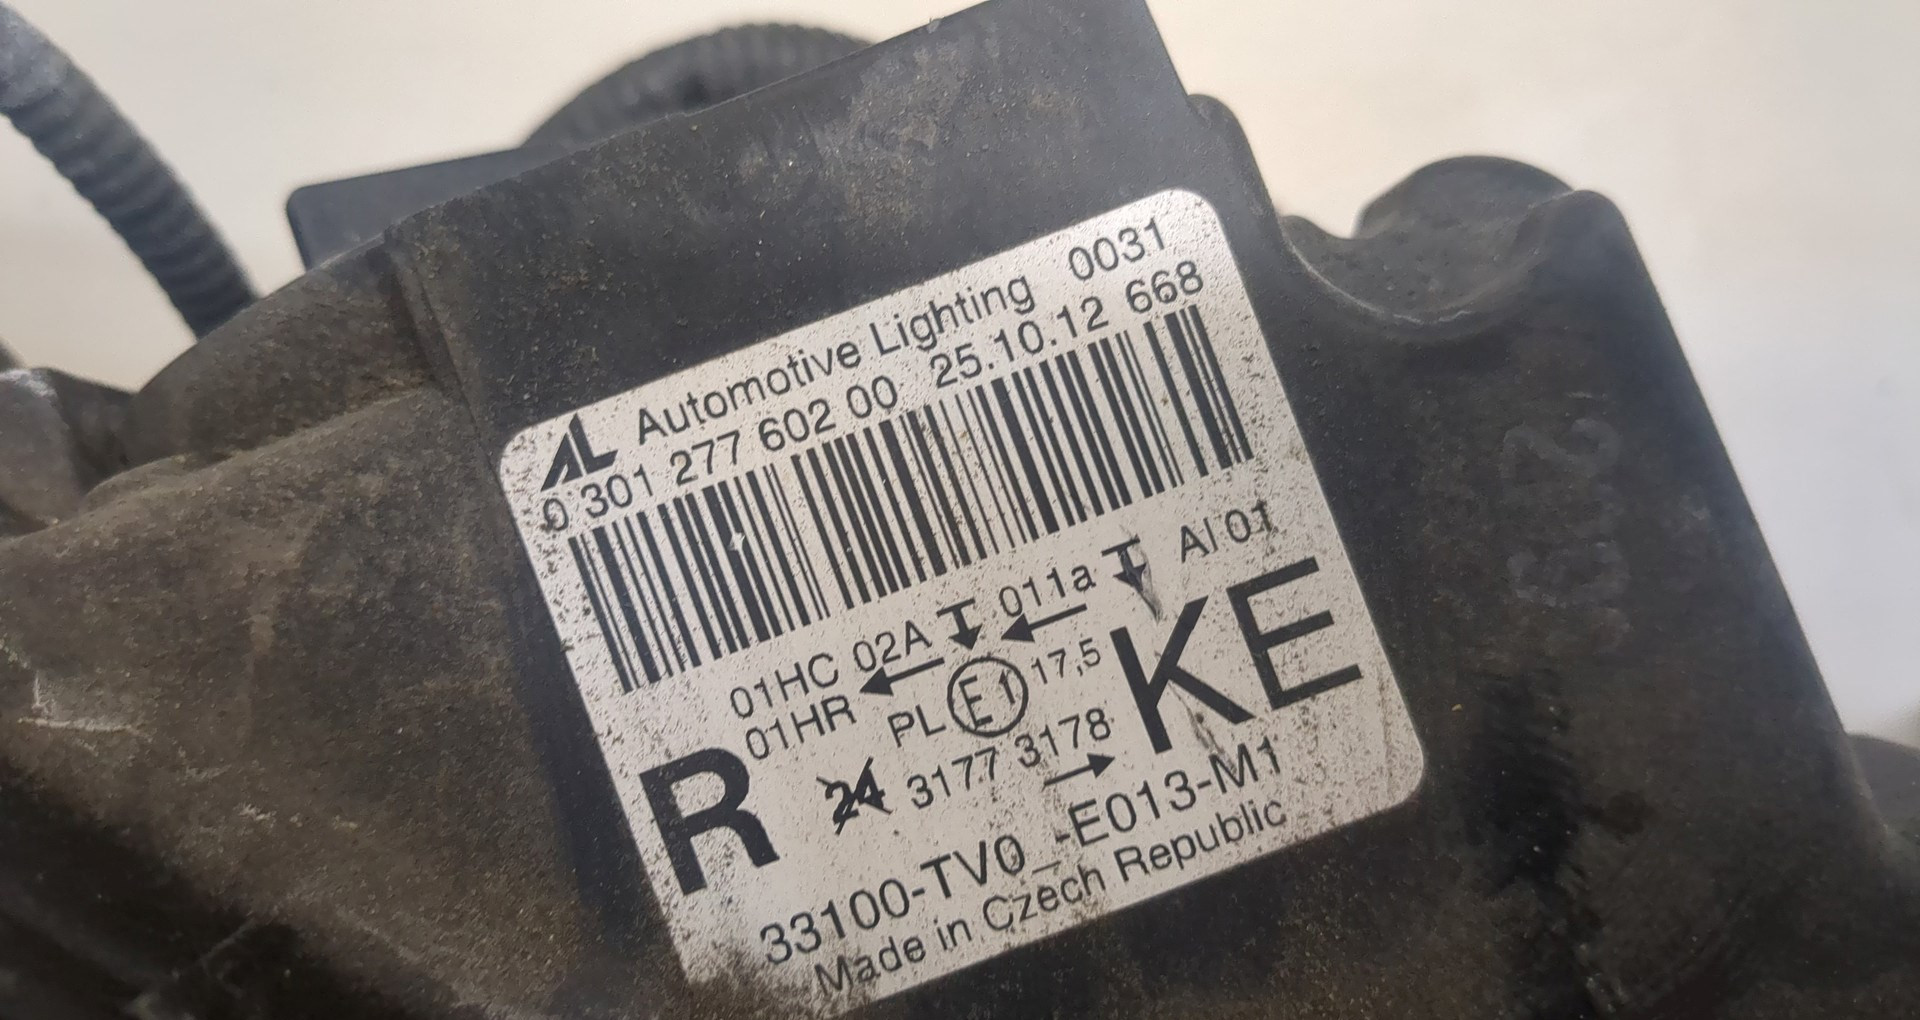 AL Automotive Lighting 0031
0 301 277 602 00 25.10.12 668
01HC 02A 011a AI 01
01HR PL E1 17,5 KE
R 24 3177 3178
33100-TV0_-E013-M1
Made in Czech Republic